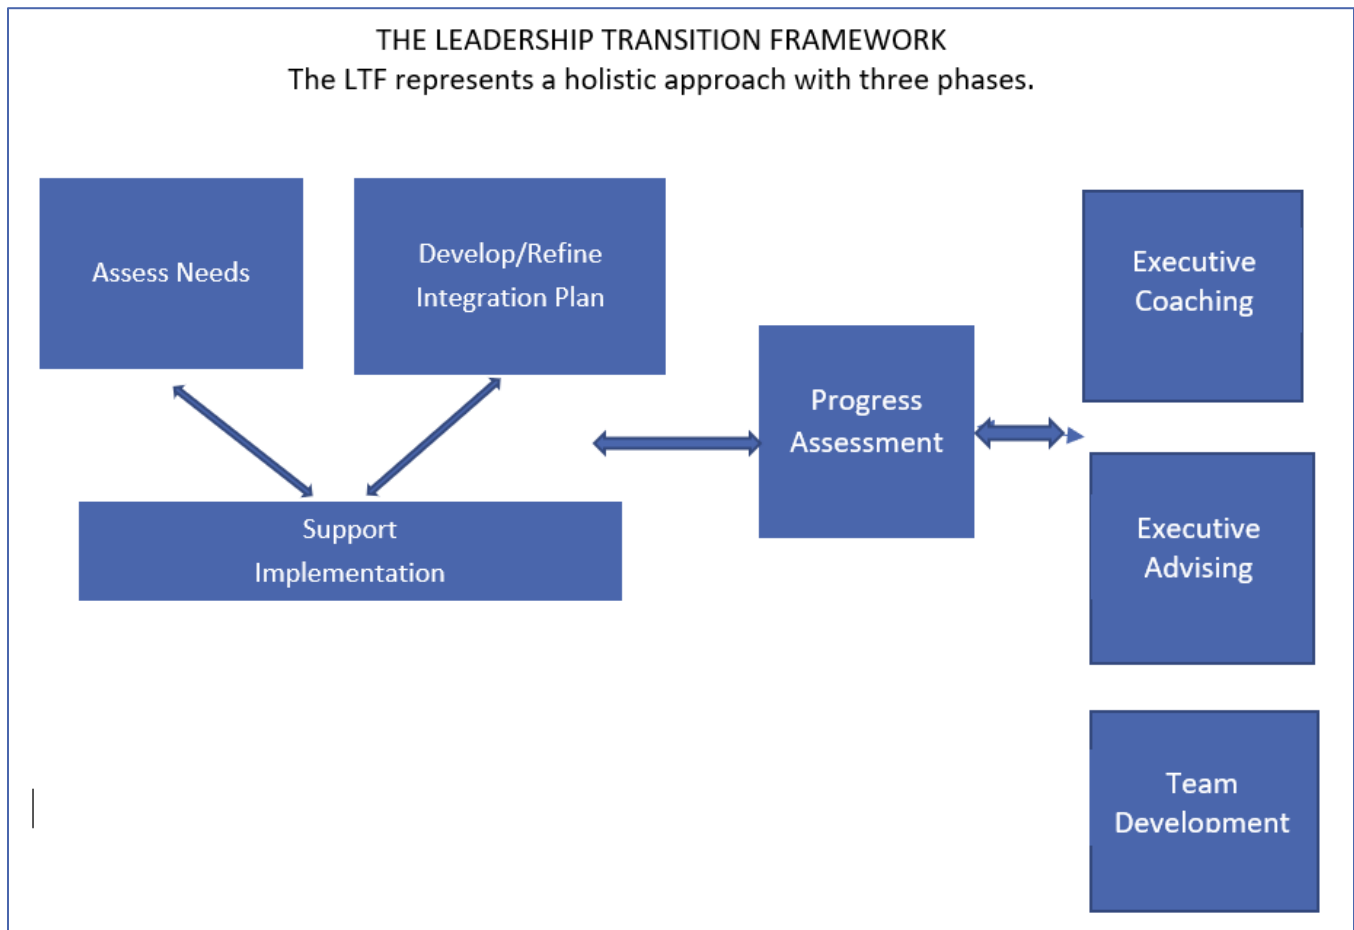 THE LEADERSHIP TRANSITION FRAMEWORK
The LTF represents a holistic approach with three phases.
Assess Needs
Develop/Refine
Integration Plan
Support
Implementation
Progress
Assessment
Executive
Coaching
Executive
Advising
Team
Development